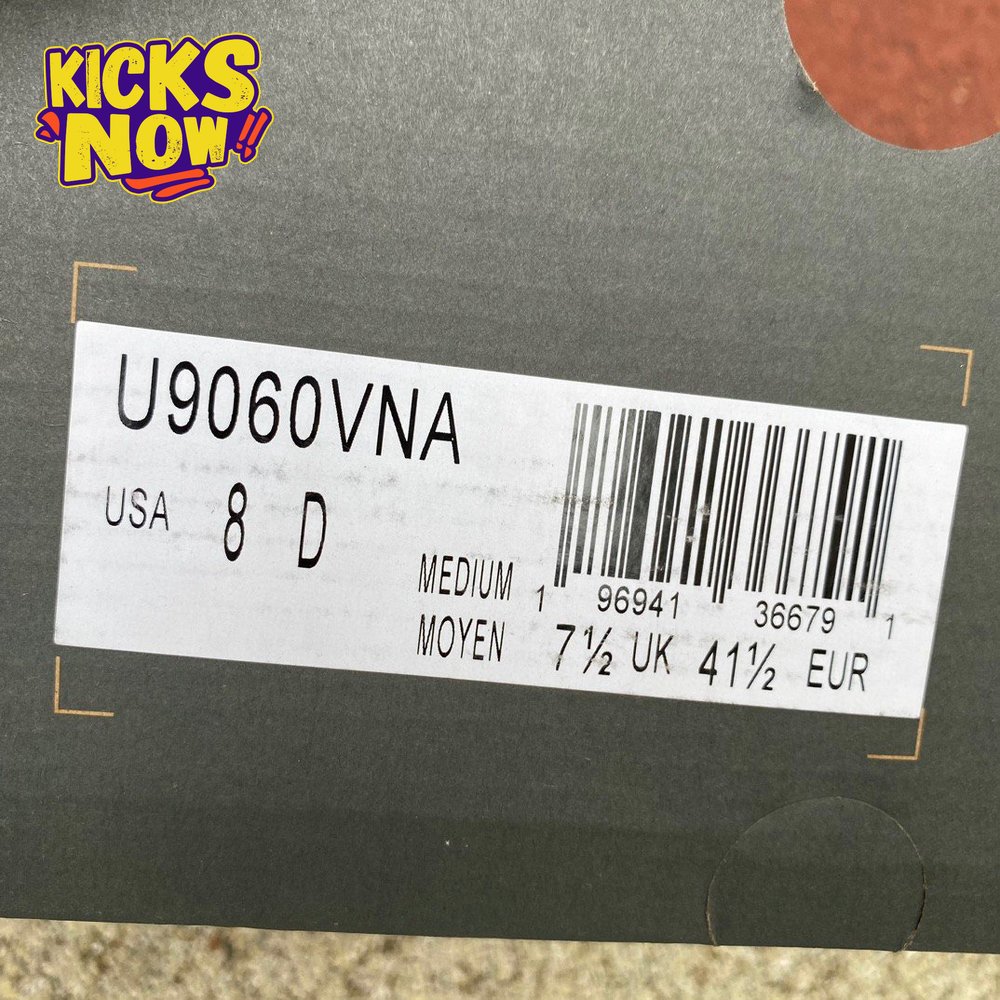 KICKS
NOW!!
U9060VNA
USA 8 D
MEDIUM
MOYEN
1 96941 36679 1
7½ UK 41½ EUR